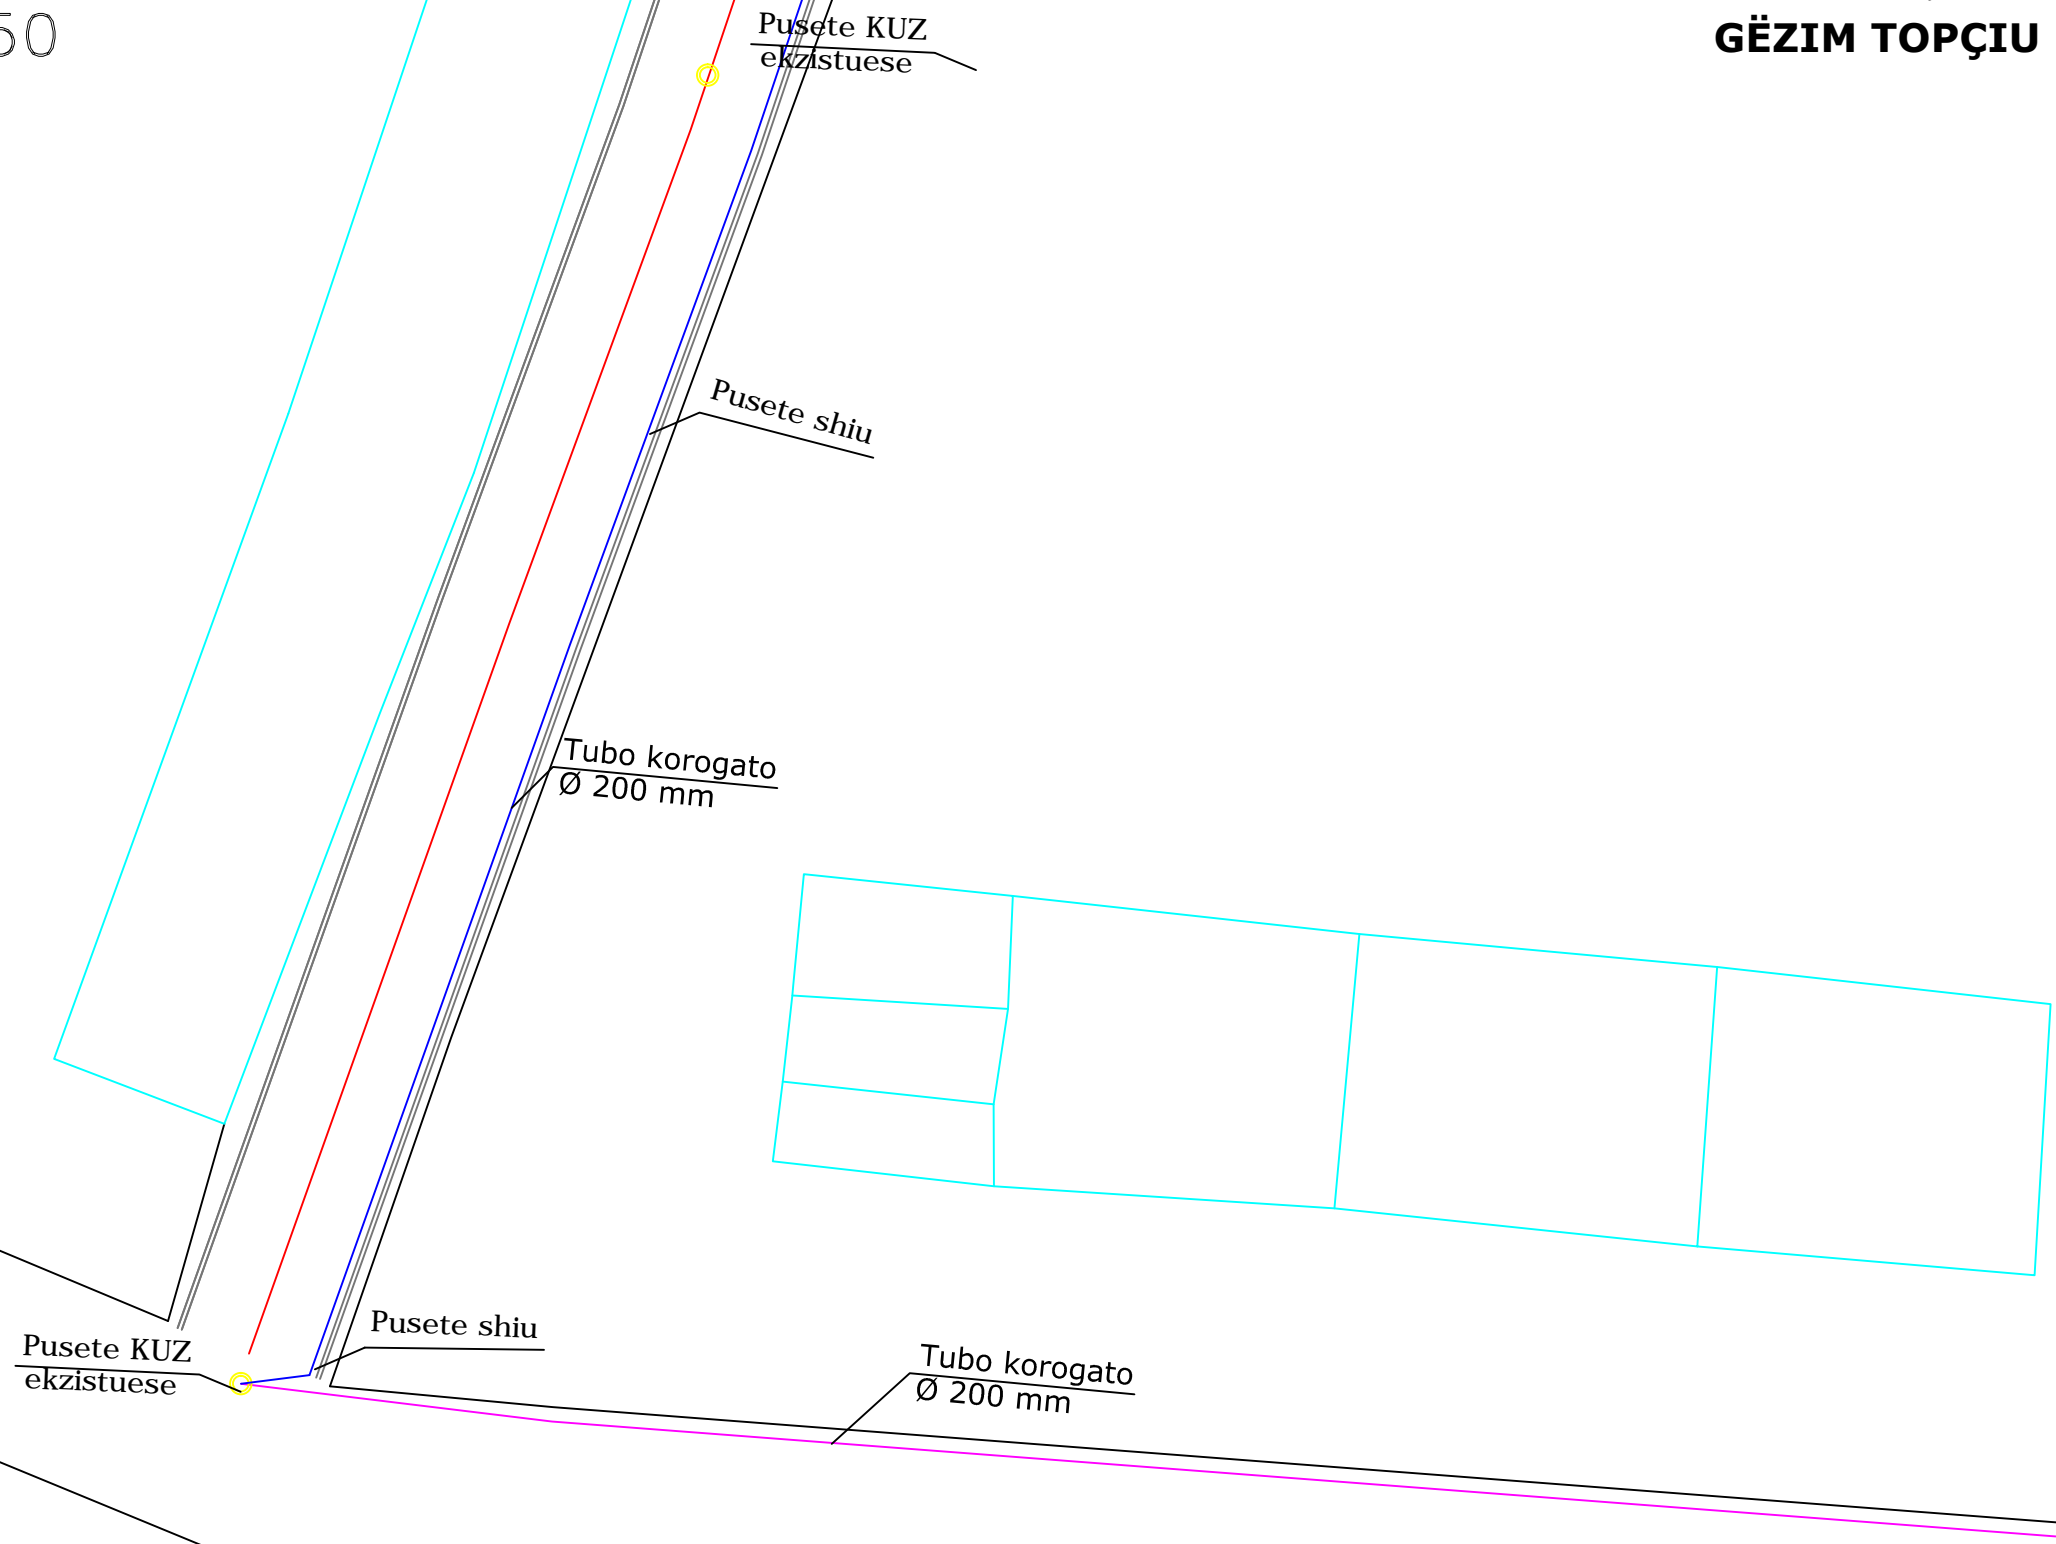 50
GËZIM TOPÇIU
Pusete KUZ
ekzistuese
Pusete shiu
Tubo korogato
Ø 200 mm
Pusete shiu
Pusete KUZ
ekzistuese
Tubo korogato
Ø 200 mm